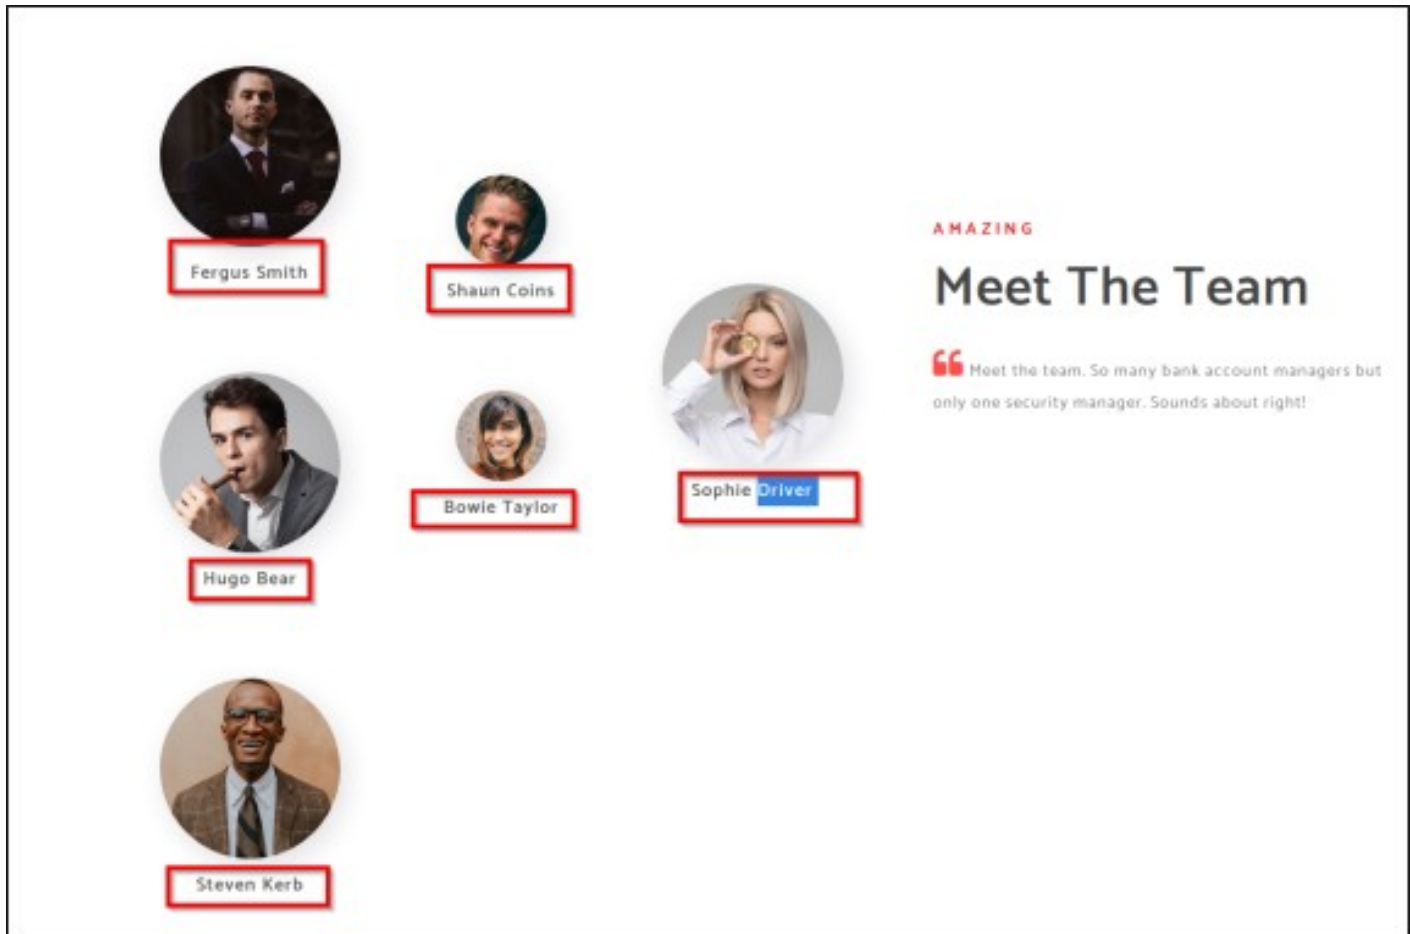 Fergus Smith
Shaun Coins
Hugo Bear
Bowie Taylor
Sophie Driver
Steven Kerb
AMAZING
Meet The Team
Meet the team. So many bank account managers but
only one security manager. Sounds about right!